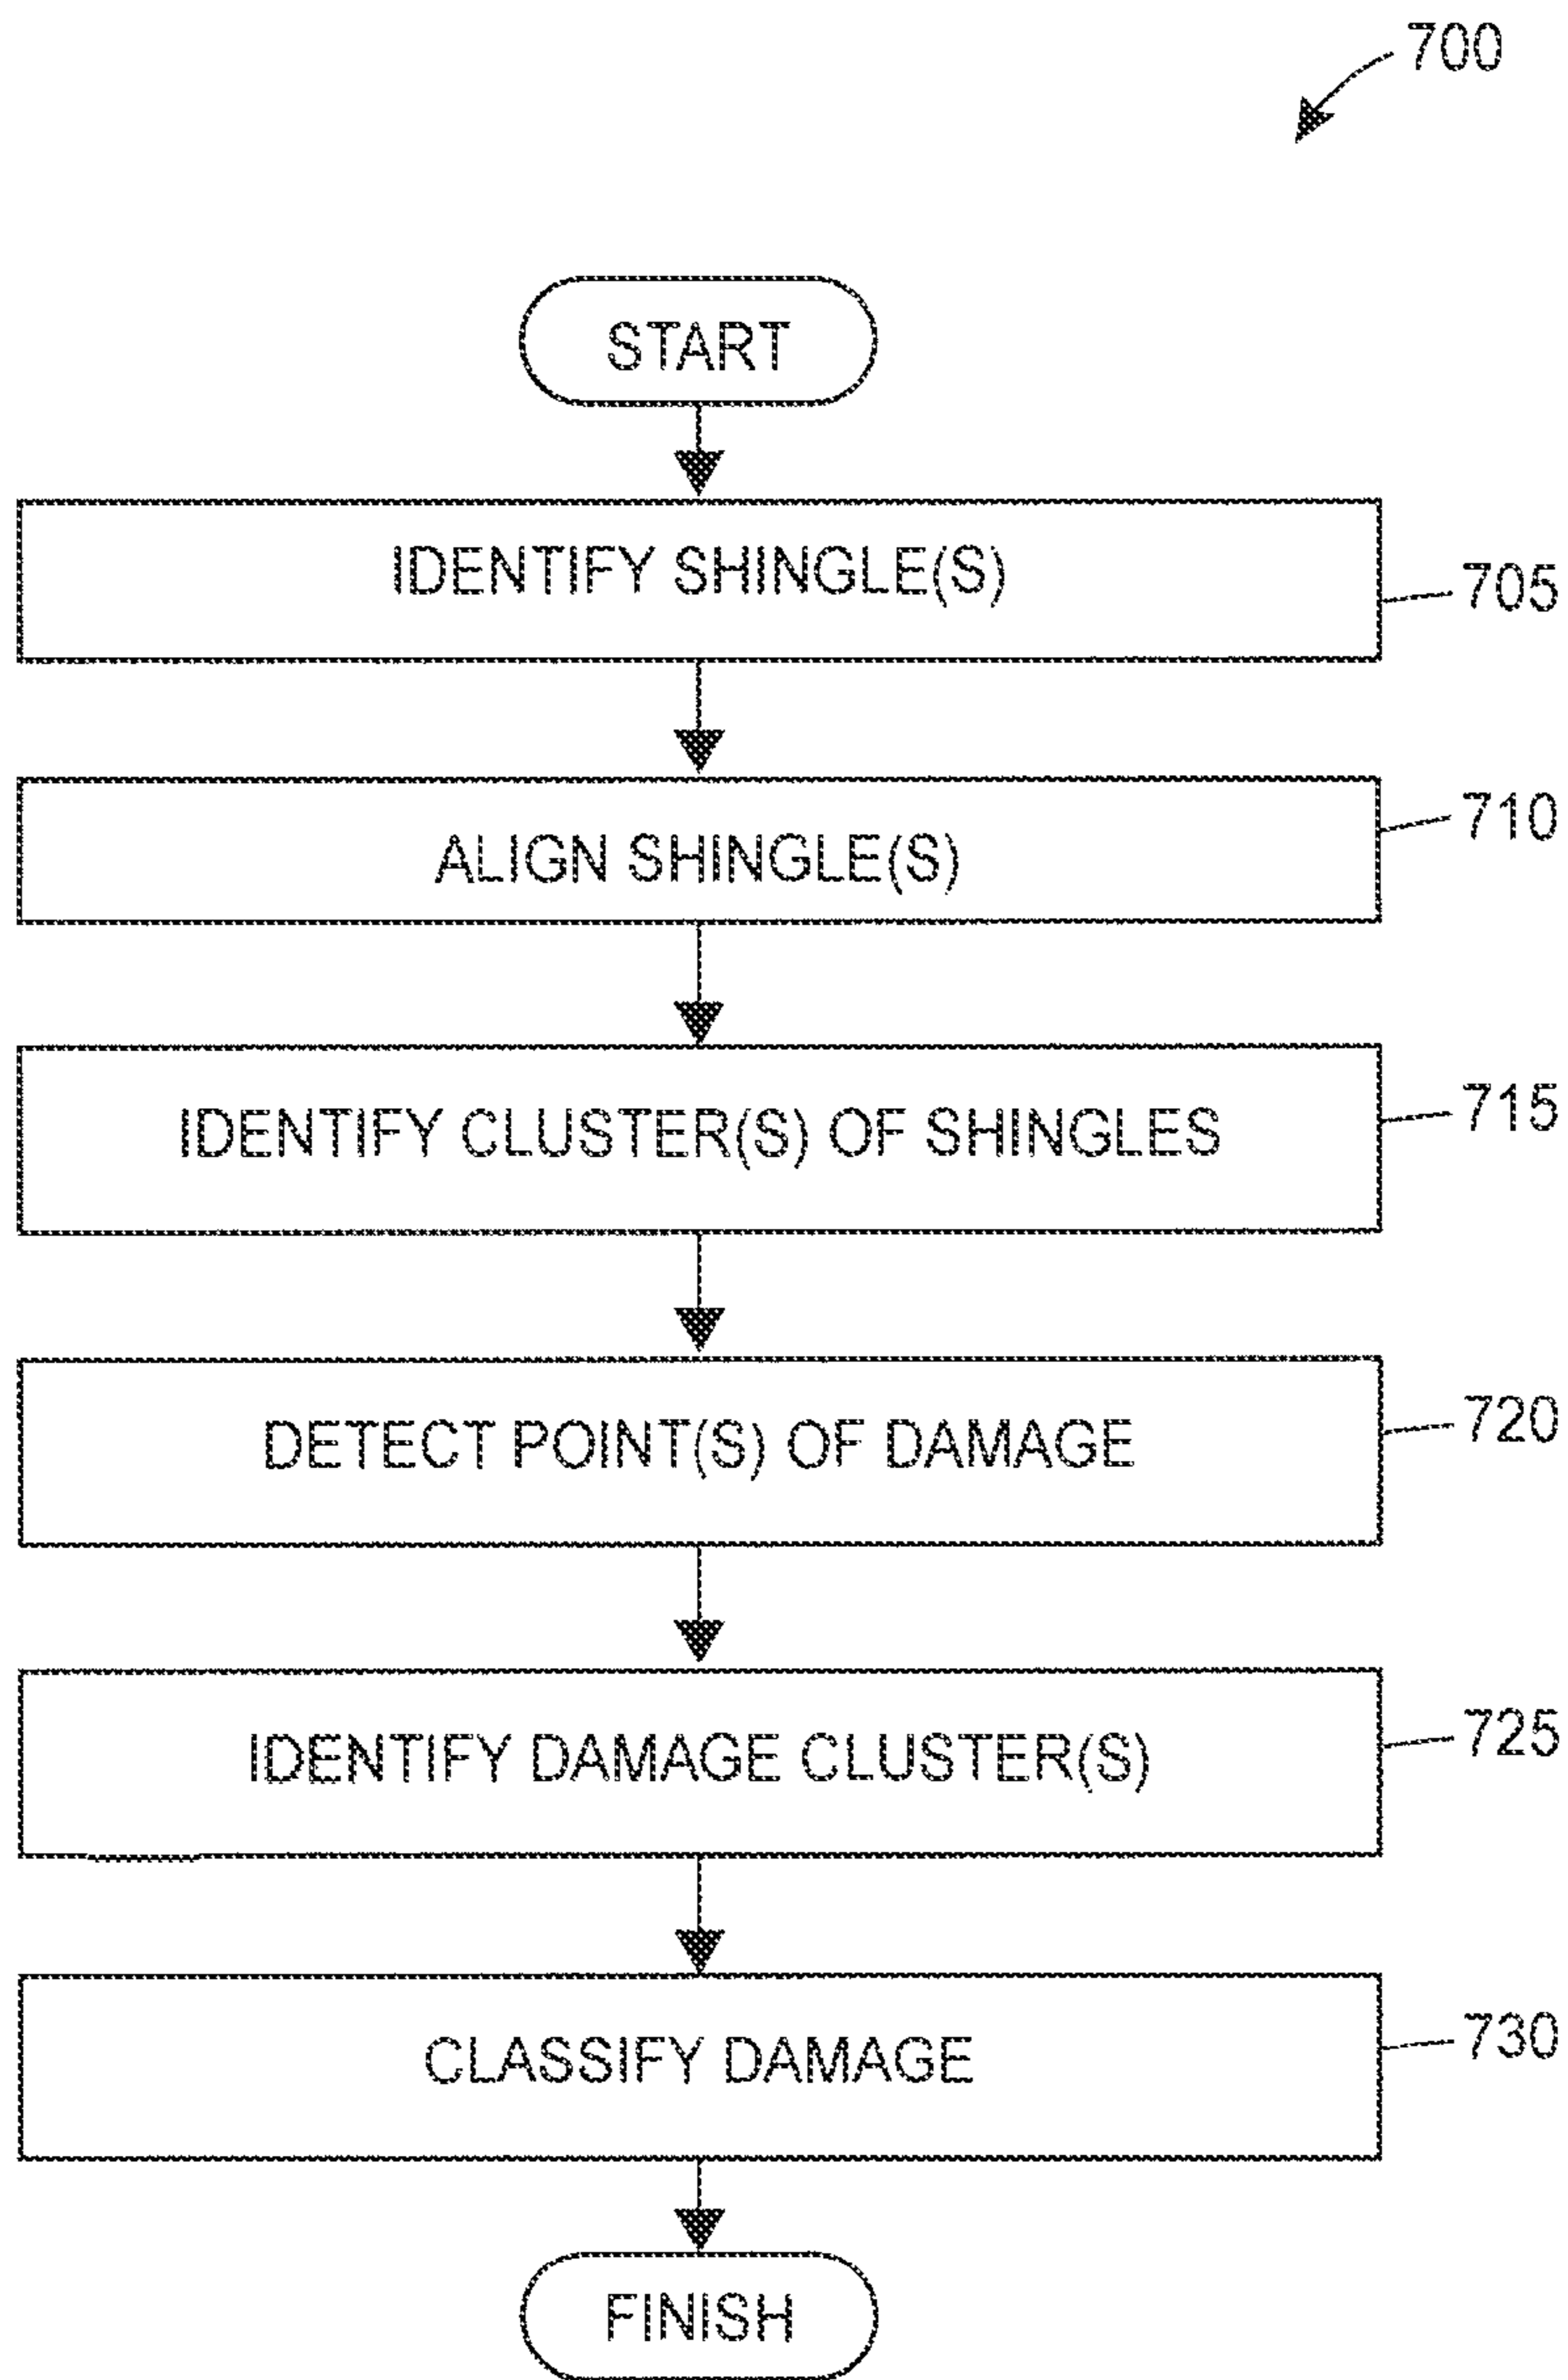 700
START
IDENTIFY SHINGLE(S)
705
ALIGN SHINGLE(S)
710
IDENTIFY CLUSTER(S) OF SHINGLES
715
DETECT POINT(S) OF DAMAGE
720
IDENTIFY DAMAGE CLUSTER(S)
725
CLASSIFY DAMAGE
730
FINISH